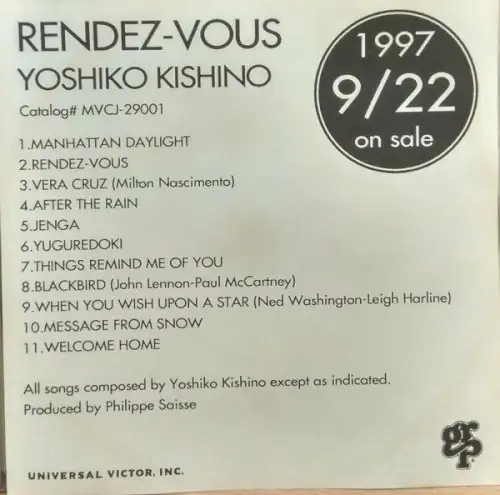 RENDEZ-VOUS
YOSHIKO KISHINO
Catalog# MVCJ-29001
1997
9/22
on sale
1.MANHATTAN DAYLIGHT
2.RENDEZ-VOUS
3.VERA CRUZ (Milton Nascimento)
4.AFTER THE RAIN
5.JENGA
6.YUGUREDOKI
7.THINGS REMIND ME OF YOU
8.BLACKBIRD (John Lennon-Paul McCartney)
9.WHEN YOU WISH UPON A STAR (Ned Washington-Leigh Harline)
10.MESSAGE FROM SNOW
11.WELCOME HOME
All songs composed by Yoshiko Kishino except as indicated.
Produced by Philippe Saisse
grp
UNIVERSAL VICTOR, INC.